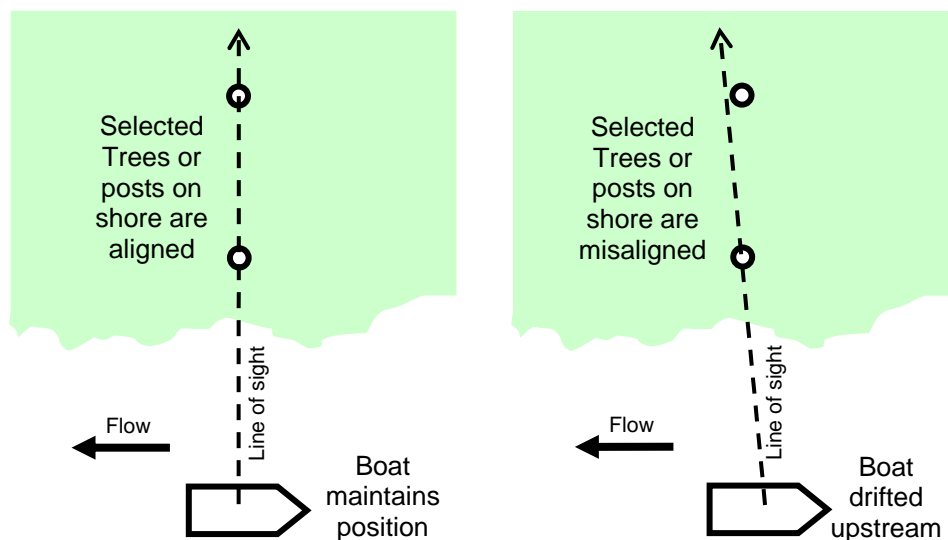 Selected
Trees or
posts on
shore are
aligned
Line of sight
Flow
Boat
maintains
position
Selected
Trees or
posts on
shore are
misaligned
Line of sight
Flow
Boat
drifted
upstream